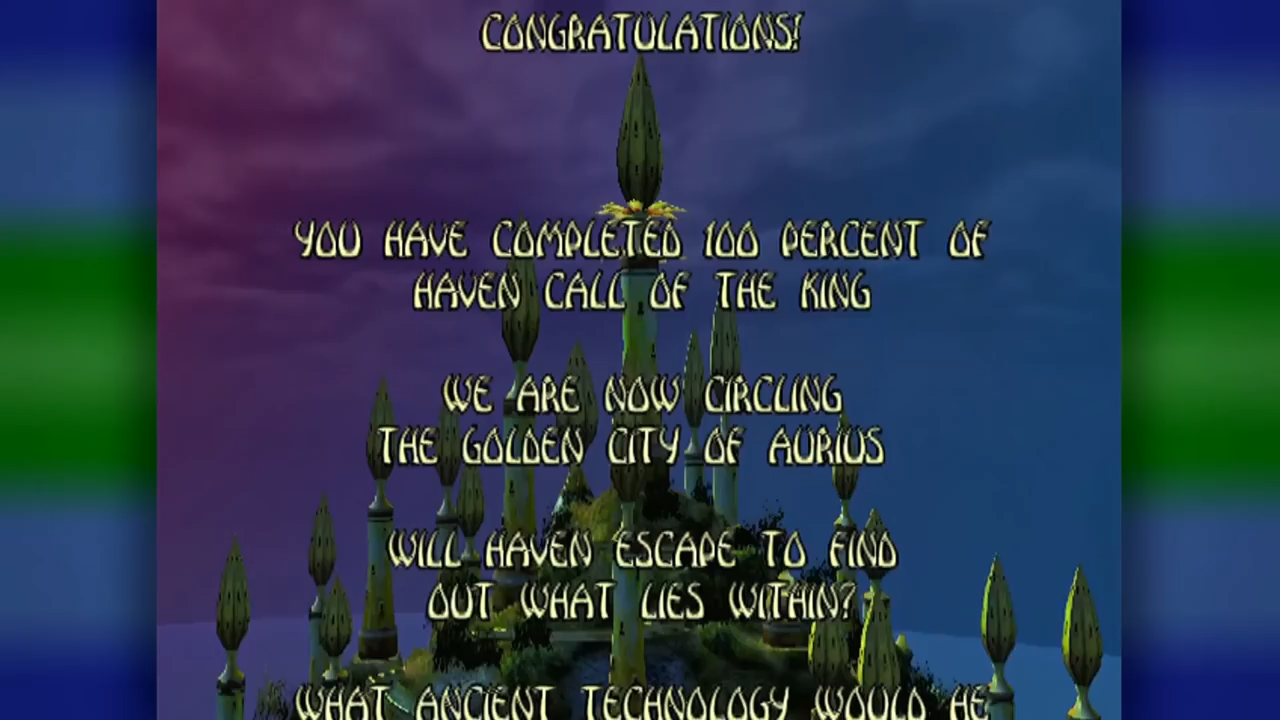 CONGRATULATIONS!
YOU HAVE COMPLETED 100 PERCENT OF
HAVEN CALL OF THE KING
WE ARE NOW CIRCLING
THE GOLDEN CITY OF AURIUS
WILL HAVEN ESCAPE TO FIND
OUT WHAT LIES WITHIN?
WHAT ANCIENT TECHNOLOGY WOULD HE